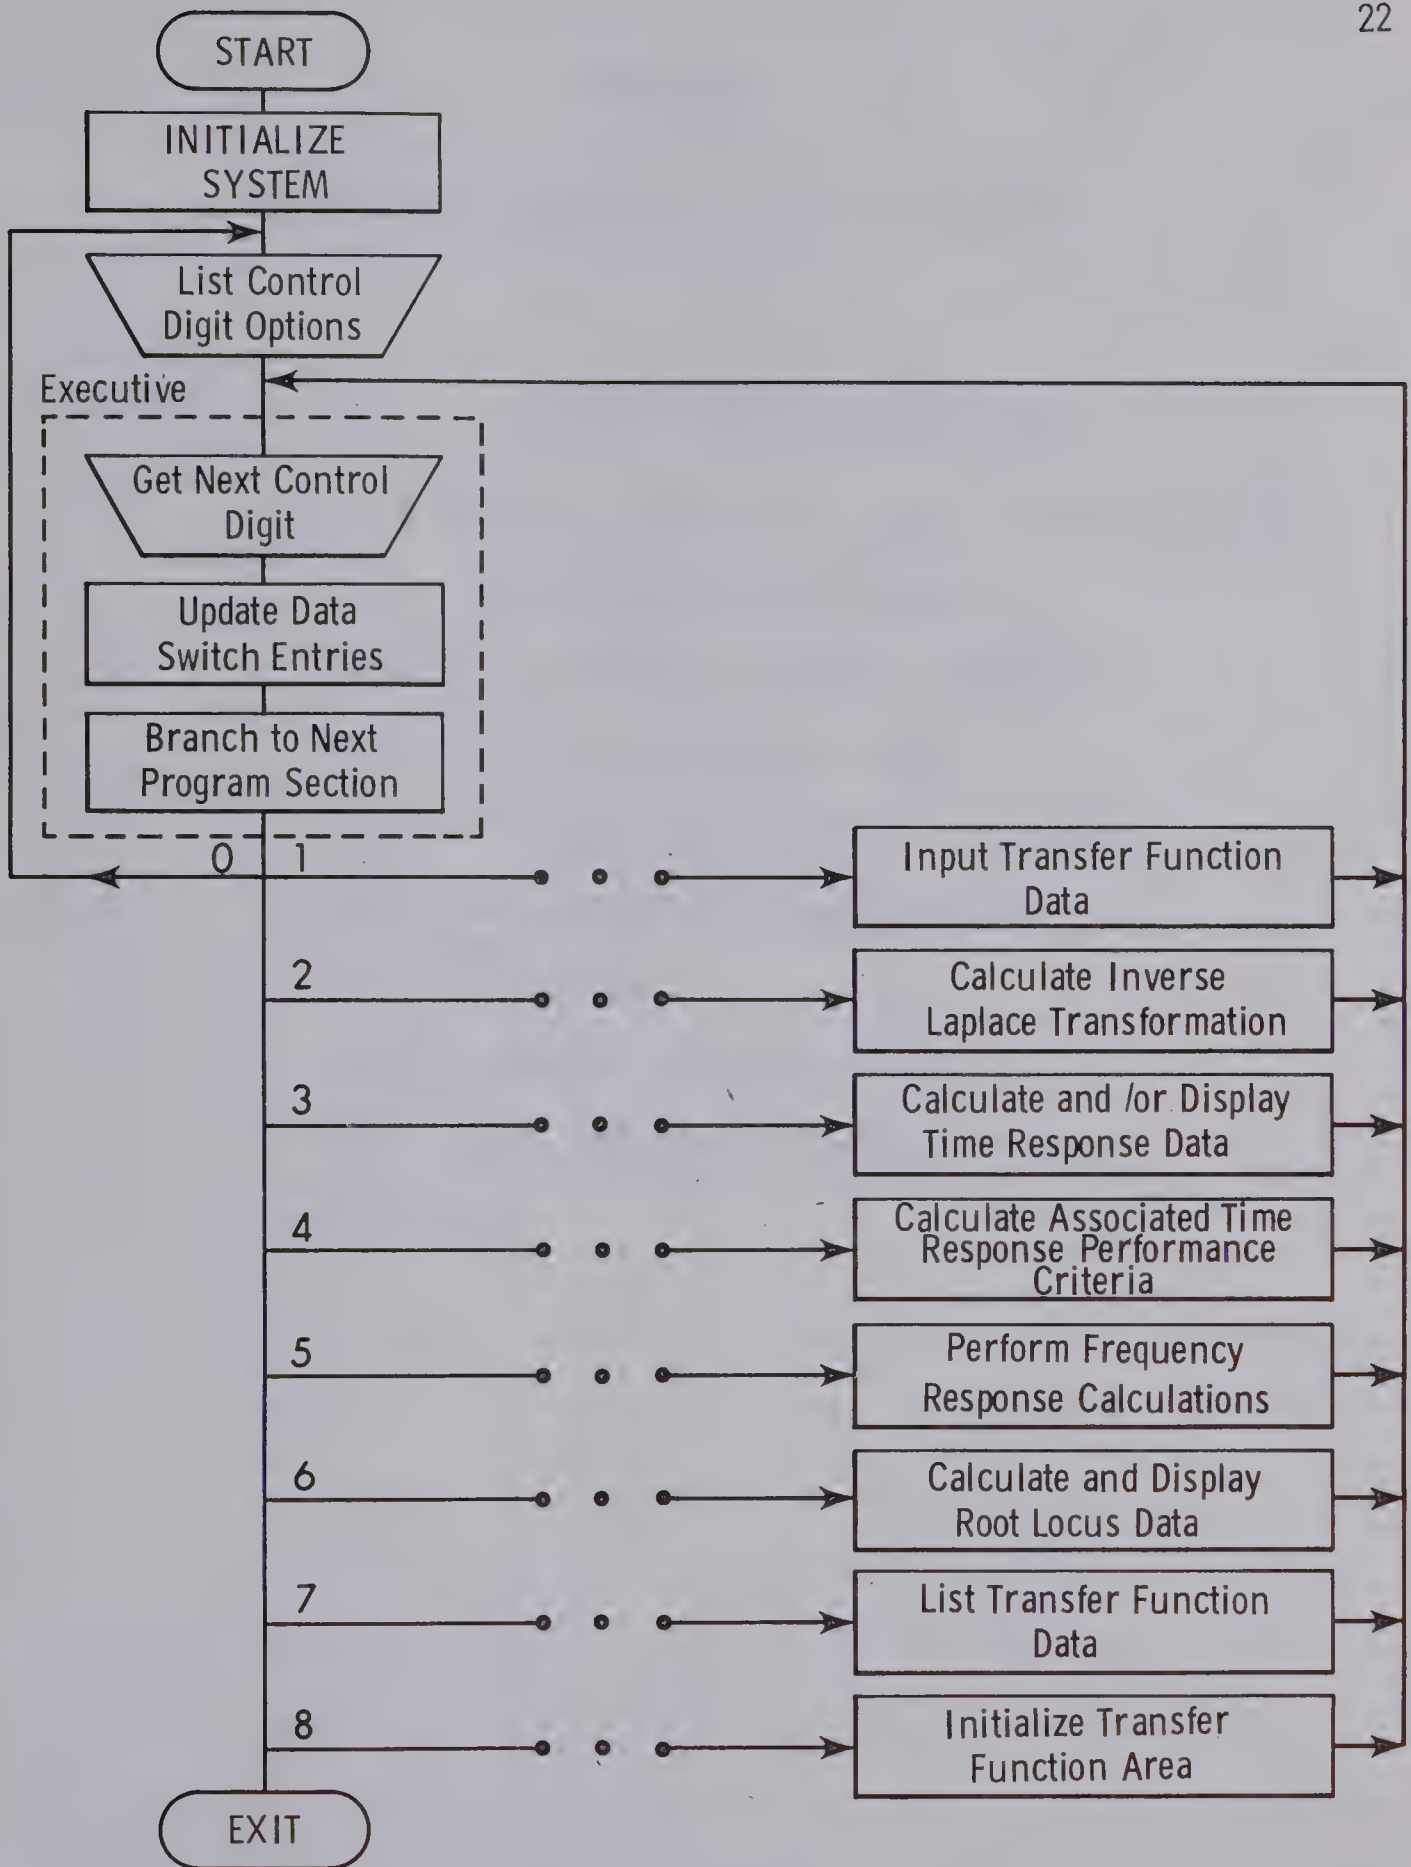 22
START
INITIALIZE
SYSTEM
List Control
Digit Options
Executive
Get Next Control
Digit
Update Data
Switch Entries
Branch to Next
Program Section
0 1
Input Transfer Function
Data
2
Calculate Inverse
Laplace Transformation
3
Calculate and /or Display
Time Response Data
4
Calculate Associated Time
Response Performance
Criteria
5
Perform Frequency
Response Calculations
6
Calculate and Display
Root Locus Data
7
List Transfer Function
Data
8
Initialize Transfer
Function Area
EXIT